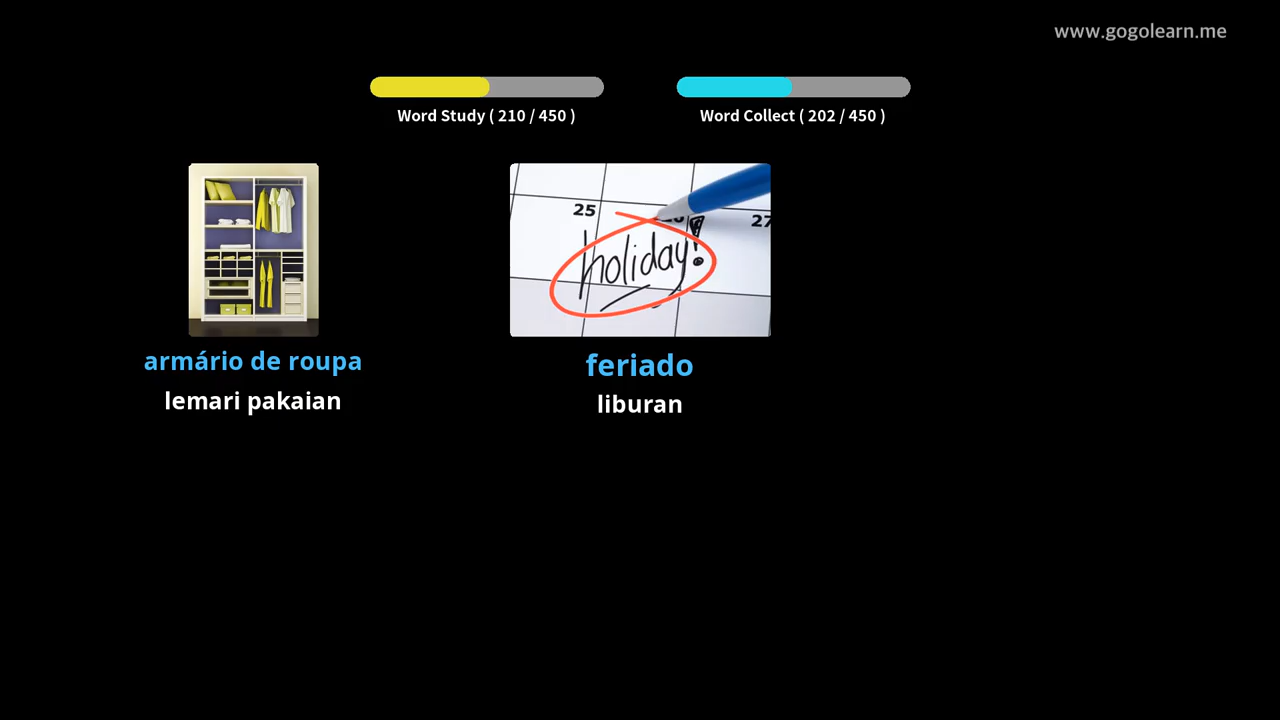 www.gogolearn.me
Word Study ( 210 / 450 )
Word Collect ( 202 / 450 )
25
27
holiday!
armário de roupa
lemari pakaian
feriado
liburan